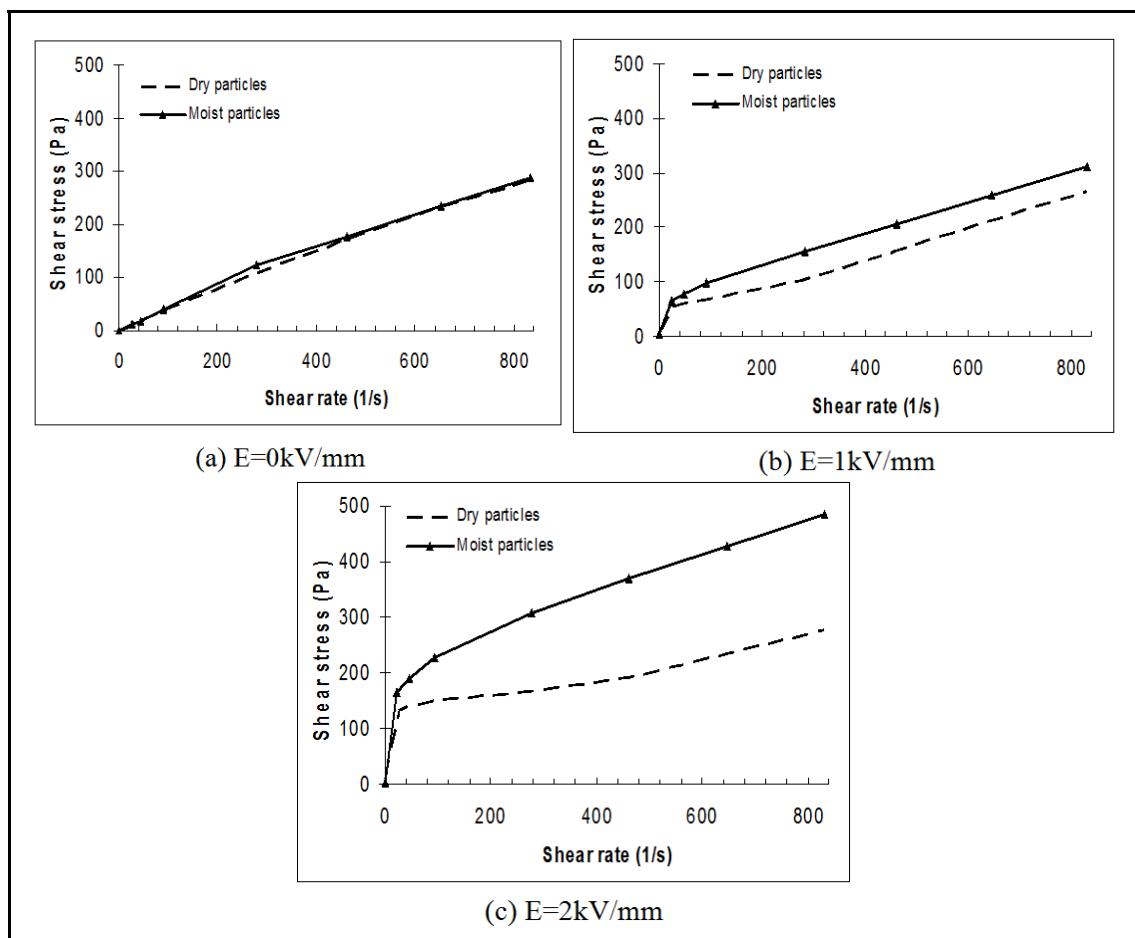 500
400
300
200
100
0
Shear stress (Pa)
Dry particles
Moist particles
0 200 400 600 800
Shear rate (1/s)
(a) E=0kV/mm
500
400
300
200
100
0
Shear stress (Pa)
Dry particles
Moist particles
0 200 400 600 800
Shear rate (1/s)
(b) E=1kV/mm
500
400
300
200
100
0
Shear stress (Pa)
Dry particles
Moist particles
0 200 400 600 800
Shear rate (1/s)
(c) E=2kV/mm